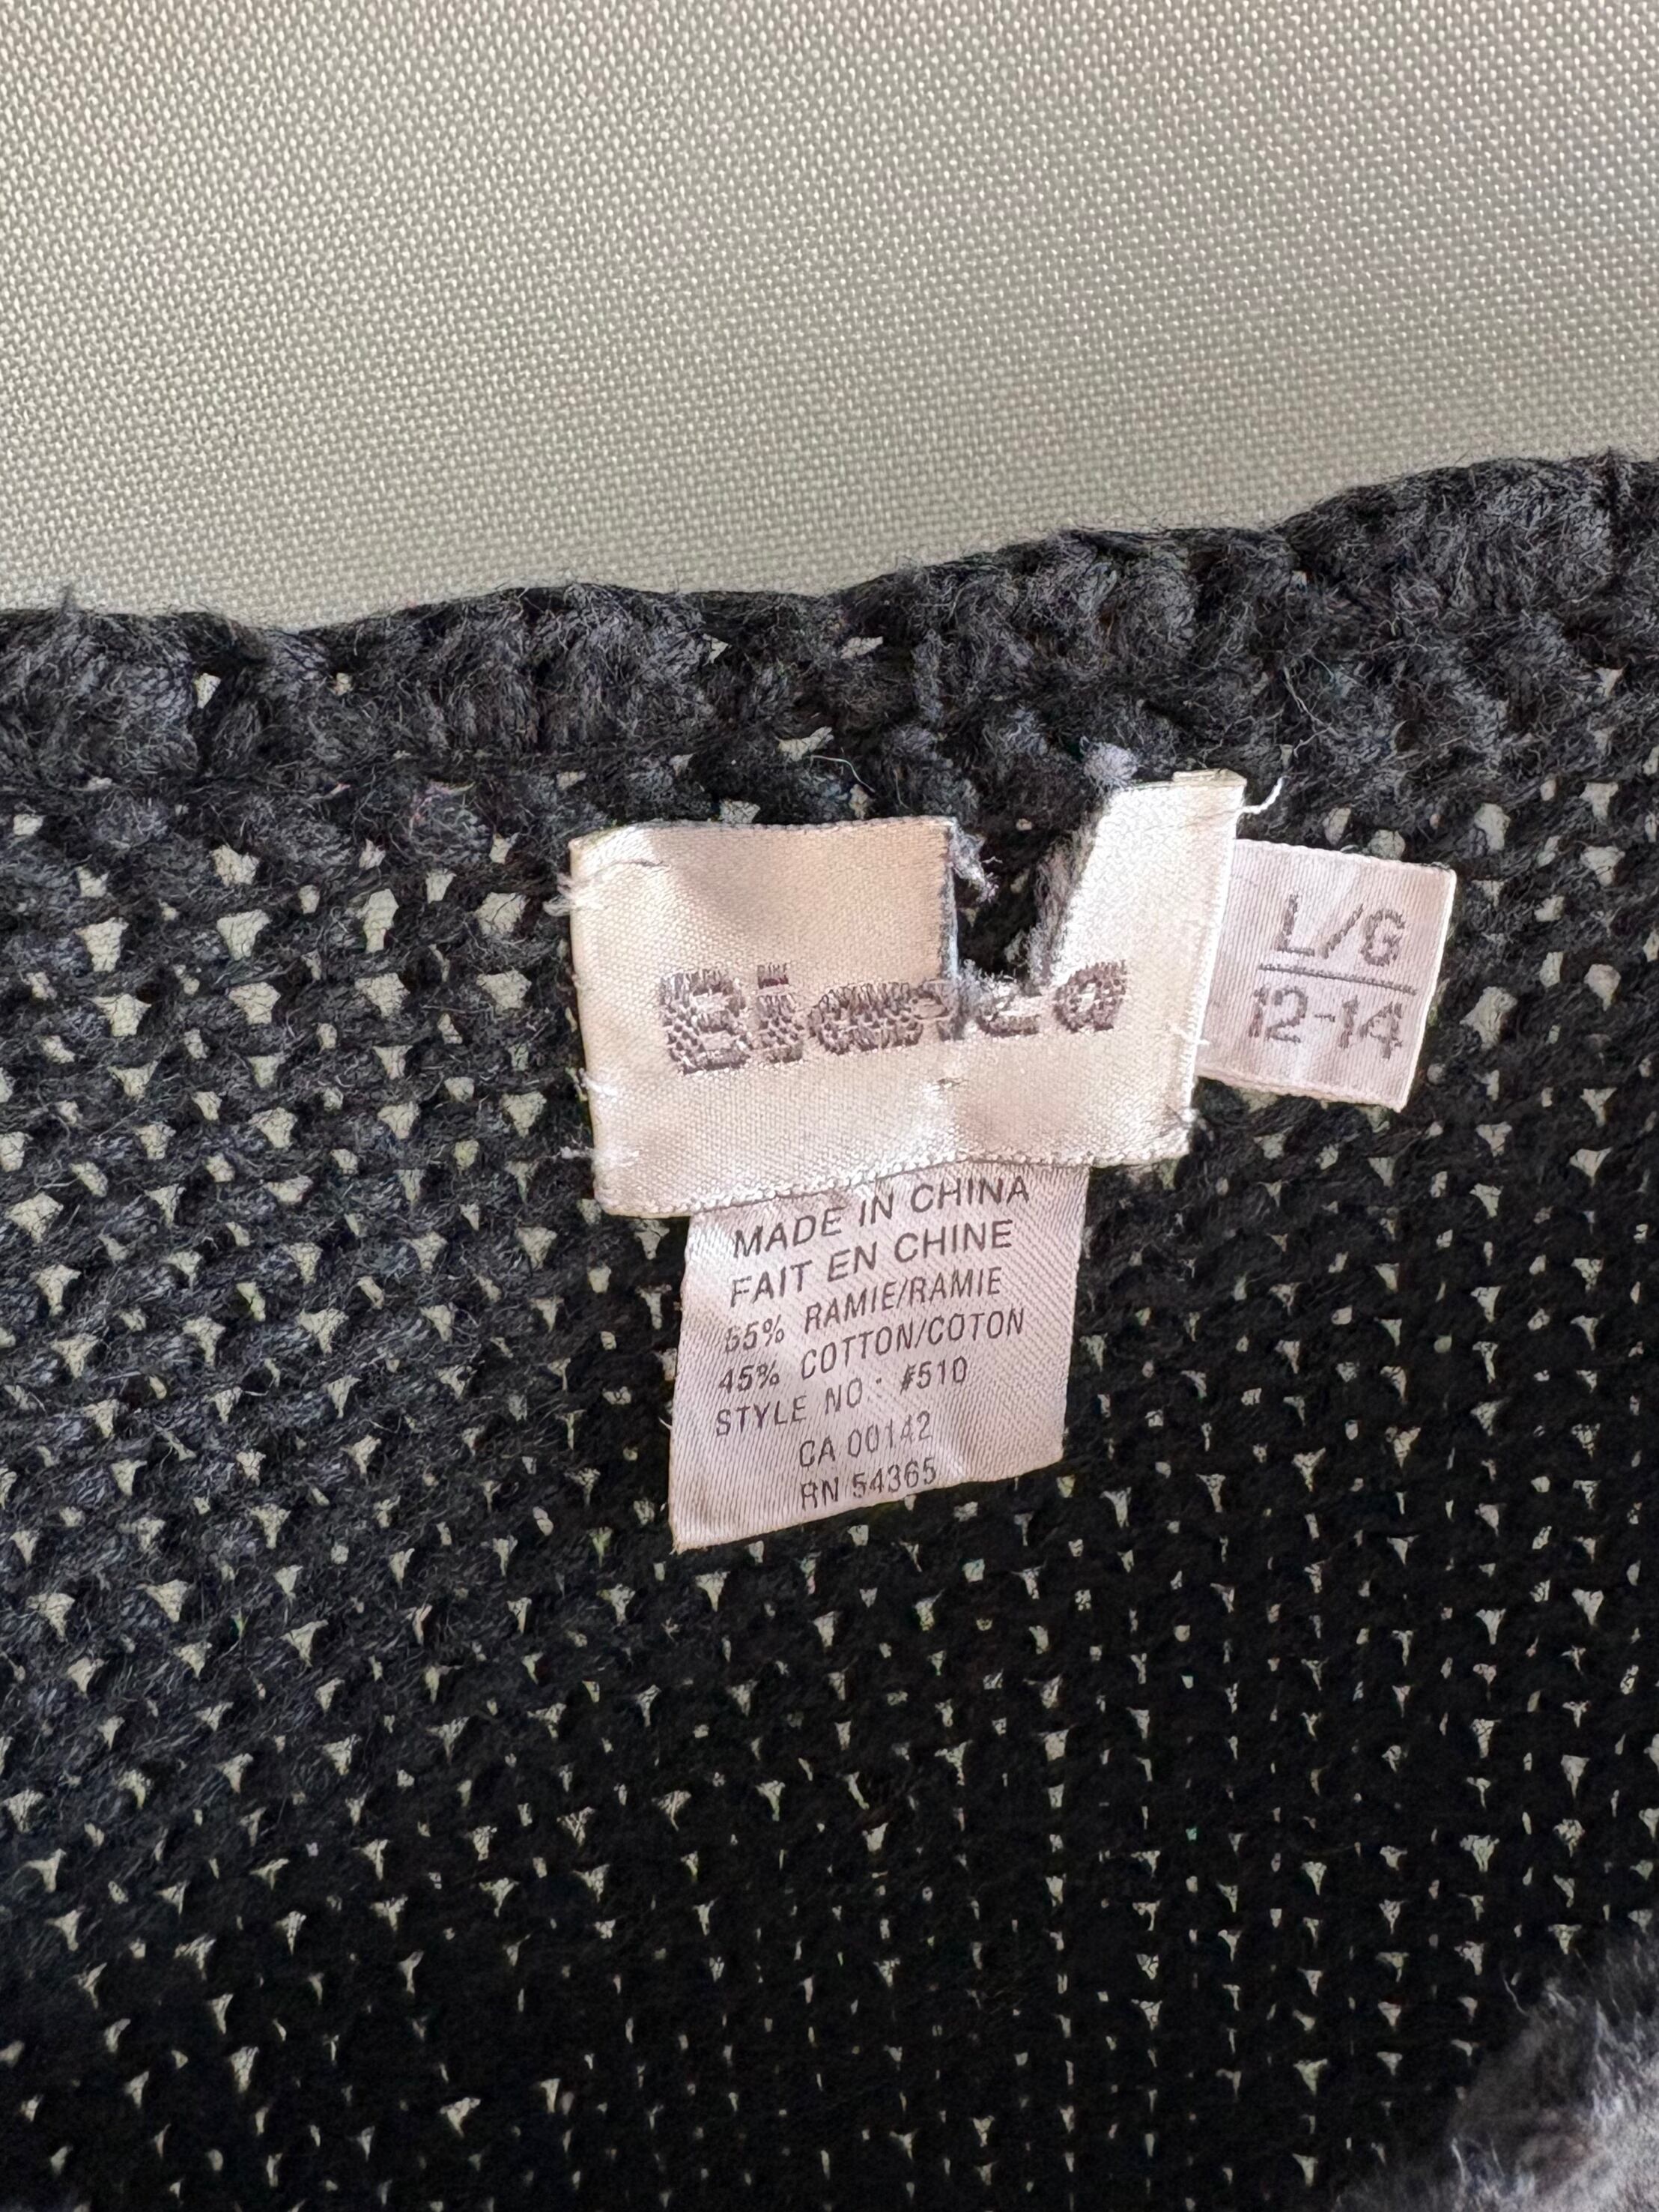 L/G
12-14
MADE IN CHINA
FAIT EN CHINE
55% RAMIE/RAMIE
45% COTTON/COTON
STYLE NO.: #510
CA 00142
RN 54365